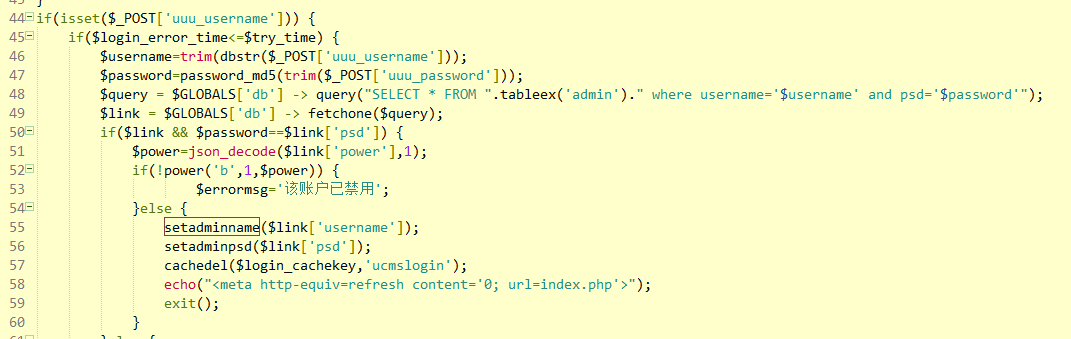 44 if(isset($_POST['uuu_username'])) {
45     if($login_error_time<=$try_time) {
46         $username=trim(dbstr($_POST['uuu_username']));
47         $password=password_md5(trim($_POST['uuu_password']));
48         $query = $GLOBALS['db'] -> query("SELECT * FROM ".tableex('admin')." where username='$username' and psd='$password'");
49         $link = $GLOBALS['db'] -> fetchone($query);
50         if($link && $password==$link['psd']) {
51             $power=json_decode($link['power'],1);
52             if(!power('b',1,$power)) {
53                     $errormsg='该账户已禁用';
54             }else {
55                 setadminname($link['username']);
56                 setadminpsd($link['psd']);
57                 cachedel($login_cachekey,'ucmslogin');
58                 echo("<meta http-equiv=refresh content='0; url=index.php'>");
59                 exit();
60             }